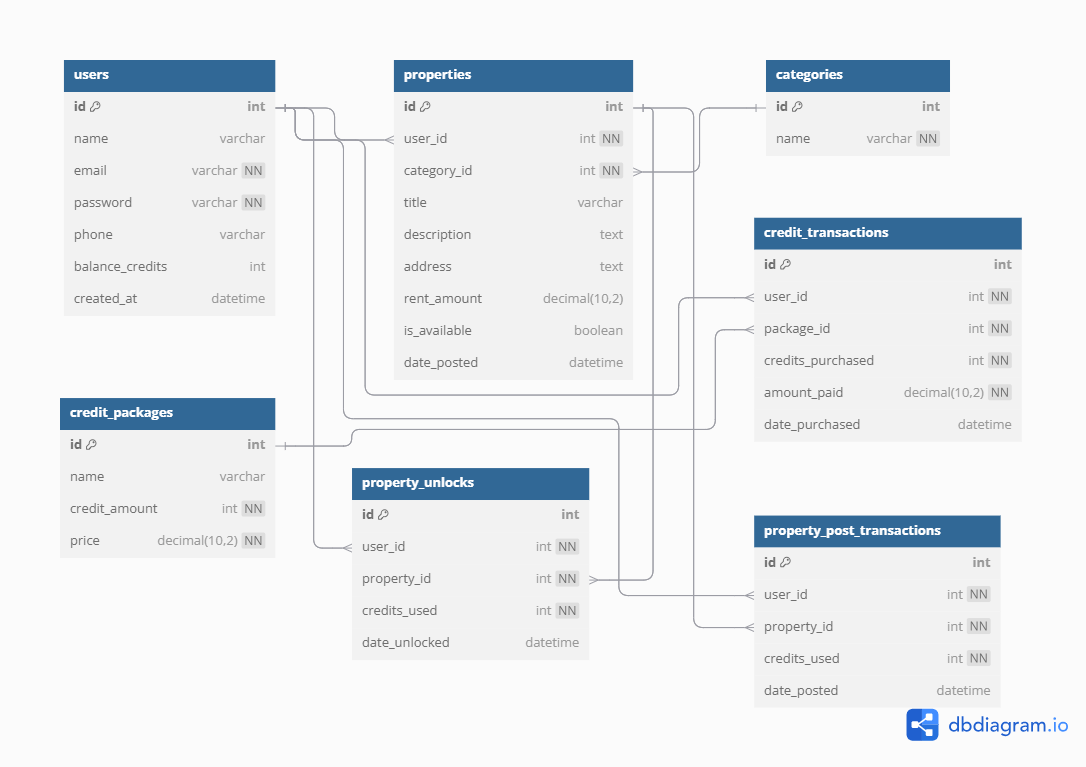 users
id int
name varchar
email varchar NN
password varchar NN
phone varchar
balance_credits int
created_at datetime
properties
id int
user_id int NN
category_id int NN
title varchar
description text
address text
rent_amount decimal(10,2)
is_available boolean
date_posted datetime
categories
id int
name varchar NN
credit_transactions
id int
user_id int NN
package_id int NN
credits_purchased int NN
amount_paid decimal(10,2) NN
date_purchased datetime
credit_packages
id int
name varchar
credit_amount int NN
price decimal(10,2) NN
property_unlocks
id int
user_id int NN
property_id int NN
credits_used int NN
date_unlocked datetime
property_post_transactions
id int
user_id int NN
property_id int NN
credits_used int NN
date_posted datetime
dbdiagram.io